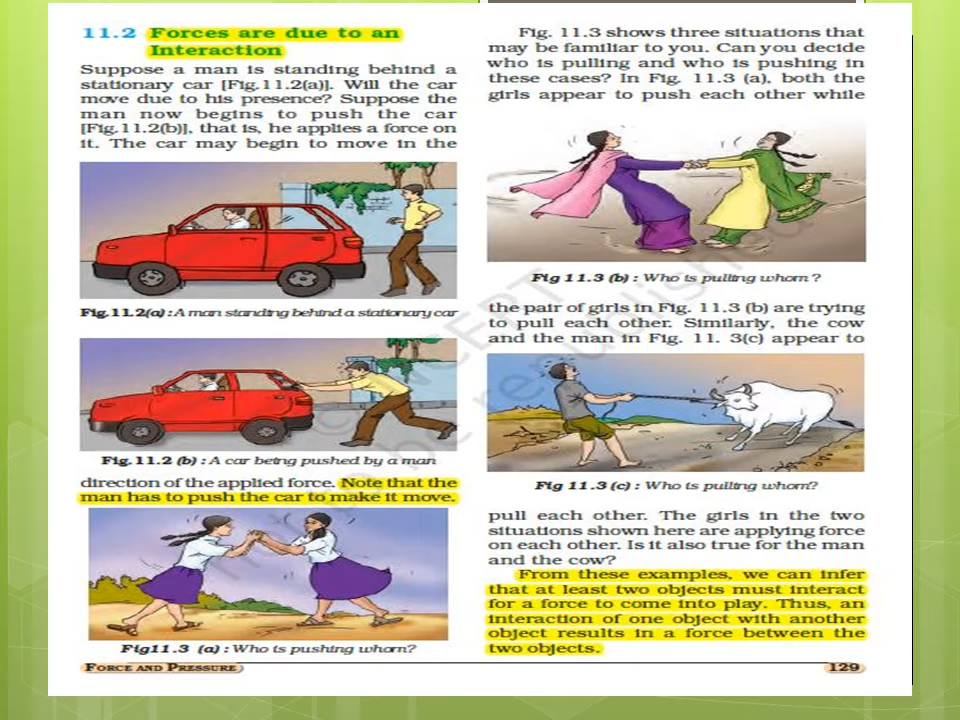 11.2 Forces are due to an
Interaction
Suppose a man is standing behind a
stationary car [Fig.11.2(a)]. Will the car
move due to his presence? Suppose the
man now begins to push the car
[Fig.11.2(b)], that is, he applies a force on
it. The car may begin to move in the
Fig.11.2(a) : A man standing behind a stationary car
Fig. 11.2 (b) : A car being pushed by a man
direction of the applied force. Note that the
man has to push the car to make it move.
Fig11.3 (a) : Who is pushing whom?
Fig. 11.3 shows three situations that
may be familiar to you. Can you decide
who is pulling and who is pushing in
these cases? In Fig. 11.3 (a), both the
girls appear to push each other while
Fig 11.3 (b) : Who is pulling whom ?
the pair of girls in Fig. 11.3 (b) are trying
to pull each other. Similarly, the cow
and the man in Fig. 11. 3(c) appear to
Fig 11.3 (c) : Who is pulling whom?
pull each other. The girls in the two
situations shown here are applying force
on each other. Is it also true for the man
and the cow?
From these examples, we can infer
that at least two objects must interact
for a force to come into play. Thus, an
interaction of one object with another
object results in a force between the
two objects.
FORCE AND PRESSURE
129